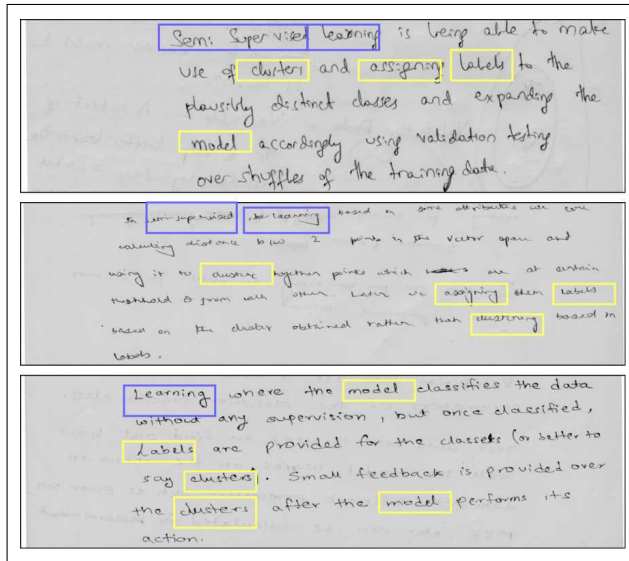 Semi Supervised Learning is being able to make
use of clusters and assigning labels to the
plausibly distinct classes and expanding the
model accordingly using validation testing
over shuffles of the training data.
In semi-supervised learning based on some attributes we are
calculating distance b/w 2 points in the vector space and
using it to cluster together points which are at certain
threshold from each other. Later we assigning them labels
based on the cluster obtained rather than clustering based on
labels.
Learning where the model classifies the data
without any supervision, but once classified,
Labels are provided for the classes (or better to
say clusters). Small feedback is provided over
the clusters after the model performs its
action.